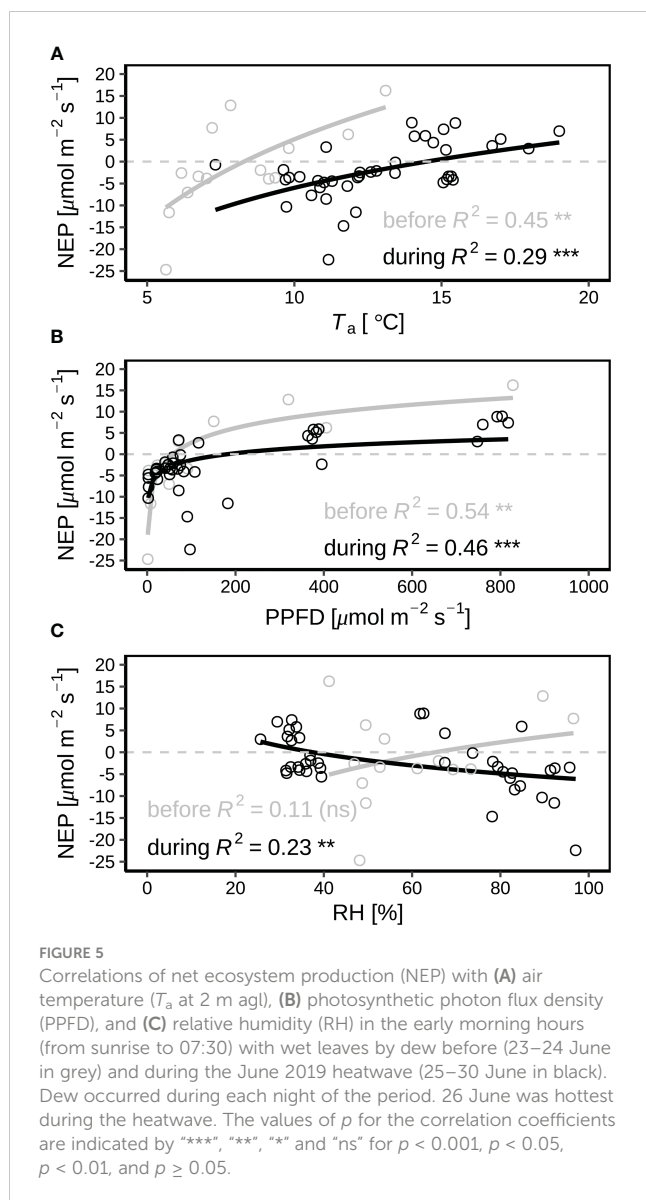 A
NEP [μmol m−2 s−1]
20
15
10
5
0
-5
-10
-15
-20
-25
before R2 = 0.45 **
during R2 = 0.29 ***
5 10 15 20
Ta [ °C]
B
NEP [μmol m−2 s−1]
20
15
10
5
0
-5
-10
-15
-20
-25
before R2 = 0.54 **
during R2 = 0.46 ***
0 200 400 600 800 1000
PPFD [μmol m−2 s−1]
C
NEP [μmol m−2 s−1]
20
15
10
5
0
-5
-10
-15
-20
-25
before R2 = 0.11 (ns)
during R2 = 0.23 **
0 20 40 60 80 100
RH [%]
FIGURE 5
Correlations of net ecosystem production (NEP) with (A) air
temperature (Ta at 2 m agl), (B) photosynthetic photon flux density
(PPFD), and (C) relative humidity (RH) in the early morning hours
(from sunrise to 07:30) with wet leaves by dew before (23–24 June
in grey) and during the June 2019 heatwave (25–30 June in black).
Dew occurred during each night of the period. 26 June was hottest
during the heatwave. The values of p for the correlation coefficients
are indicated by “***”, “**”, “*” and “ns” for p < 0.001, p < 0.05,
p < 0.01, and p ≥ 0.05.